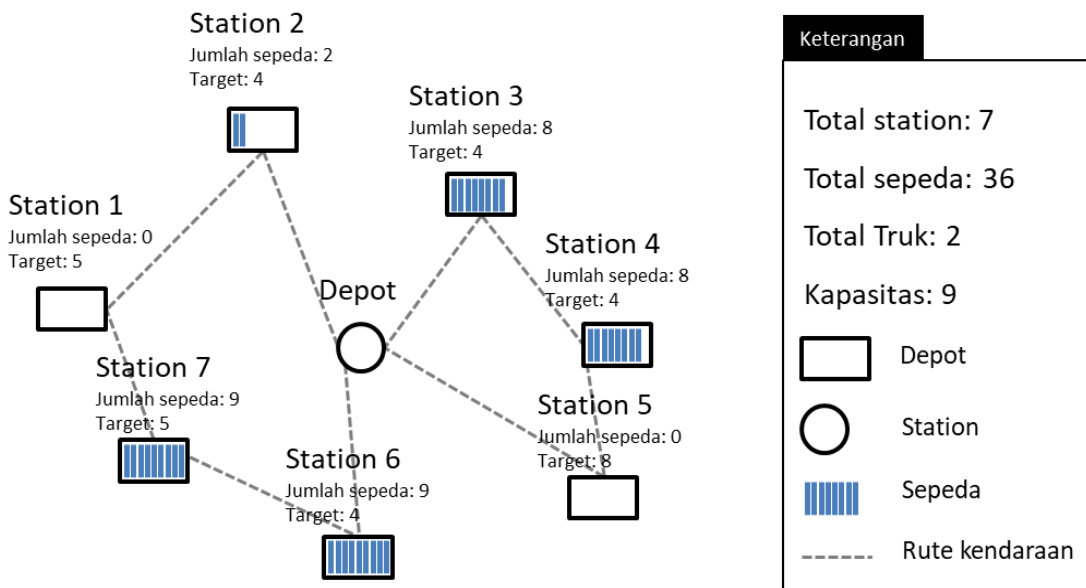 Station 2
Jumlah sepeda: 2
Target: 4
Station 3
Jumlah sepeda: 8
Target: 4
Station 1
Jumlah sepeda: 0
Target: 5
Station 4
Jumlah sepeda: 8
Target: 4
Depot
Station 7
Jumlah sepeda: 9
Target: 5
Station 5
Jumlah sepeda: 0
Target: 8
Station 6
Jumlah sepeda: 9
Target: 4
Keterangan
Total station: 7
Total sepeda: 36
Total Truk: 2
Kapasitas: 9
Depot
Station
Sepeda
Rute kendaraan